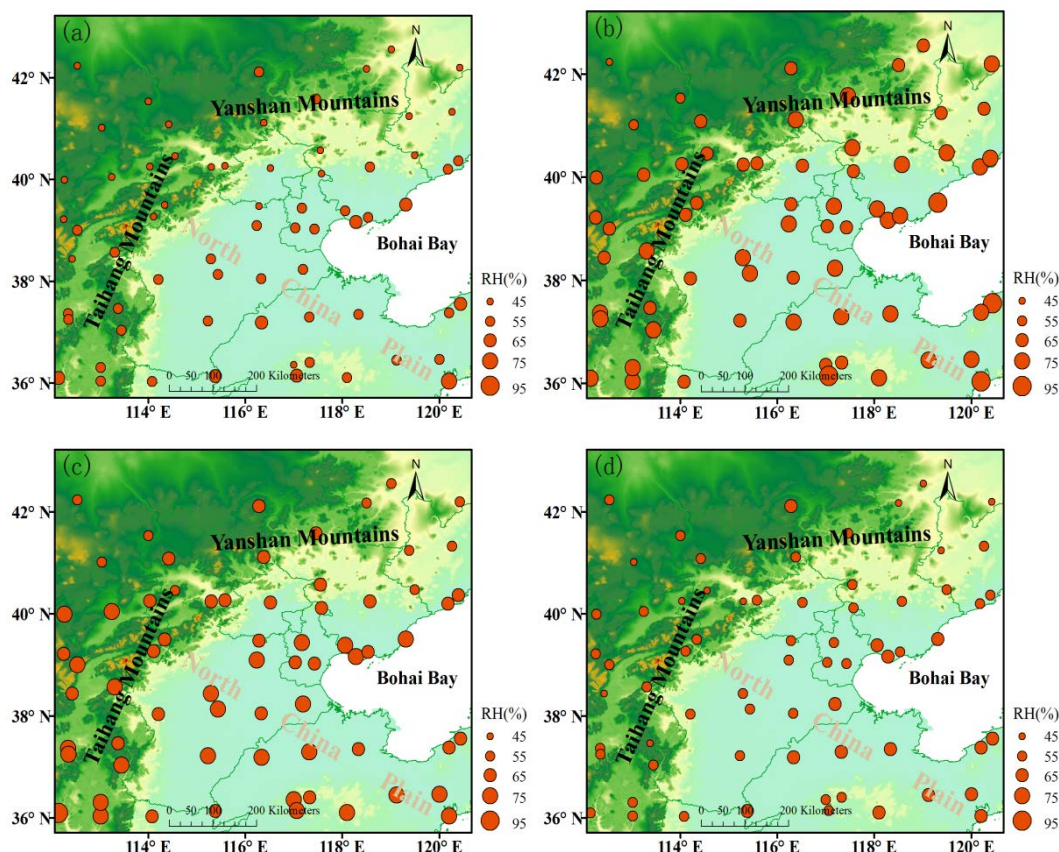 (a)
N
42° N
Yanshan Mountains
40° N
Taihang Mountains
North
Bohai Bay
38° N
China
Plain
36° N
0 50 100 200 Kilometers
114° E 116° E 118° E 120° E
RH(%)
45
55
65
75
95
(b)
N
42° N
Yanshan Mountains
40° N
Taihang Mountains
North
Bohai Bay
38° N
China
Plain
36° N
0 50 100 200 Kilometers
114° E 116° E 118° E 120° E
RH(%)
45
55
65
75
95
(c)
N
42° N
Yanshan Mountains
40° N
Taihang Mountains
North
Bohai Bay
38° N
China
Plain
36° N
0 50 100 200 Kilometers
114° E 116° E 118° E 120° E
RH(%)
45
55
65
75
95
(d)
N
42° N
Yanshan Mountains
40° N
Taihang Mountains
North
Bohai Bay
38° N
China
Plain
36° N
0 50 100 200 Kilometers
114° E 116° E 118° E 120° E
RH(%)
45
55
65
75
95